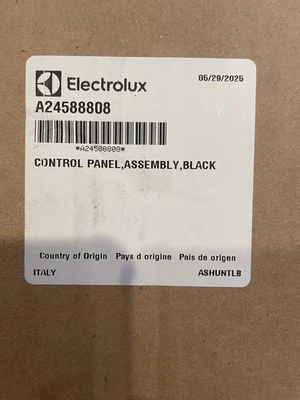 Electrolux 05/29/2025
A24588808
*A24588808*
CONTROL PANEL,ASSEMBLY,BLACK
Country of Origin Pays d origine Pais de origen
ITALY ASHUNTLB